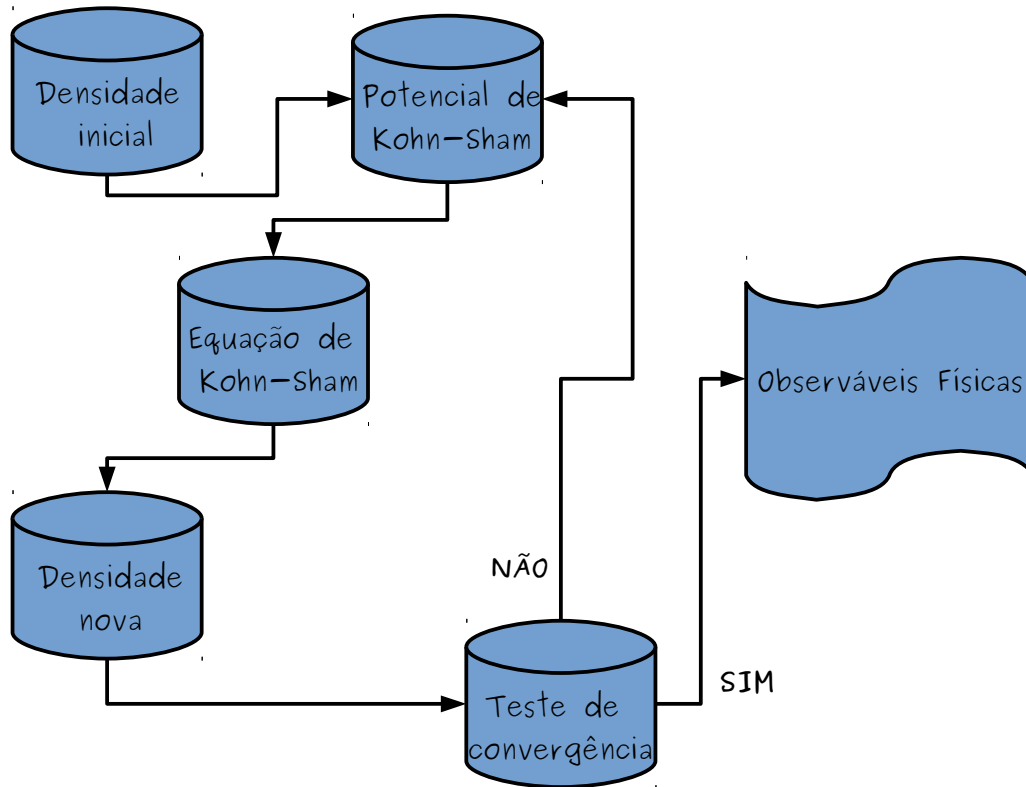 Densidade
inicial
Potencial de
Kohn-Sham
Equação de
Kohn-Sham
Observáveis Físicas
Densidade
nova
NÃO
SIM
Teste de
convergência